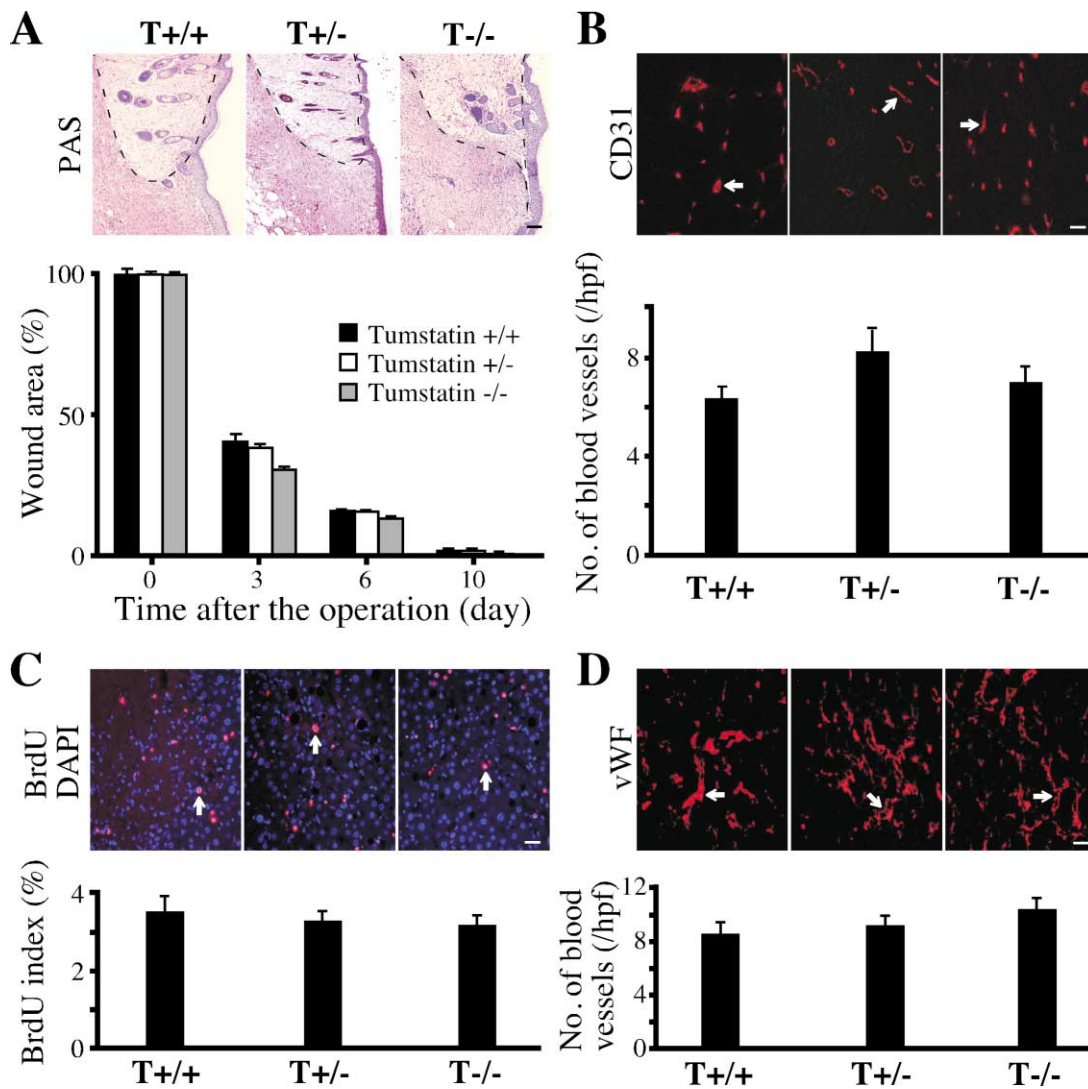 A
T+/+ T+/- T-/-
PAS
Wound area (%)
100
50
0
Tumstatin +/+
Tumstatin +/-
Tumstatin -/-
0 3 6 10
Time after the operation (day)
B
CD31
No. of blood vessels (/hpf)
8
4
0
T+/+ T+/- T-/-
C
BrdU
DAPI
BrdU index (%)
4
2
0
T+/+ T+/- T-/-
D
vWF
No. of blood
vessels (/hpf)
12
8
4
0
T+/+ T+/- T-/-